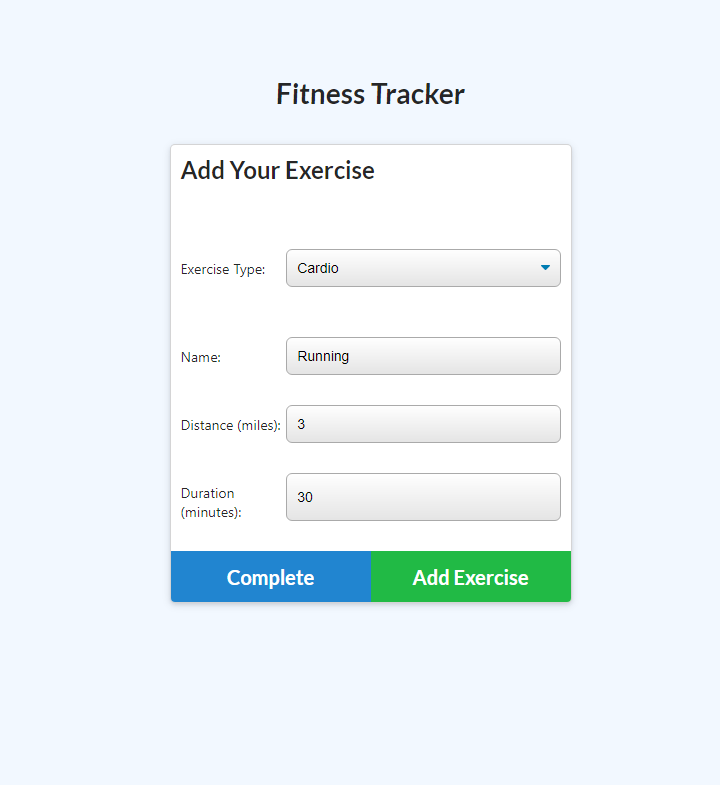 Fitness Tracker
Add Your Exercise
Exercise Type: Cardio
Name: Running
Distance (miles): 3
Duration
(minutes): 30
Complete Add Exercise